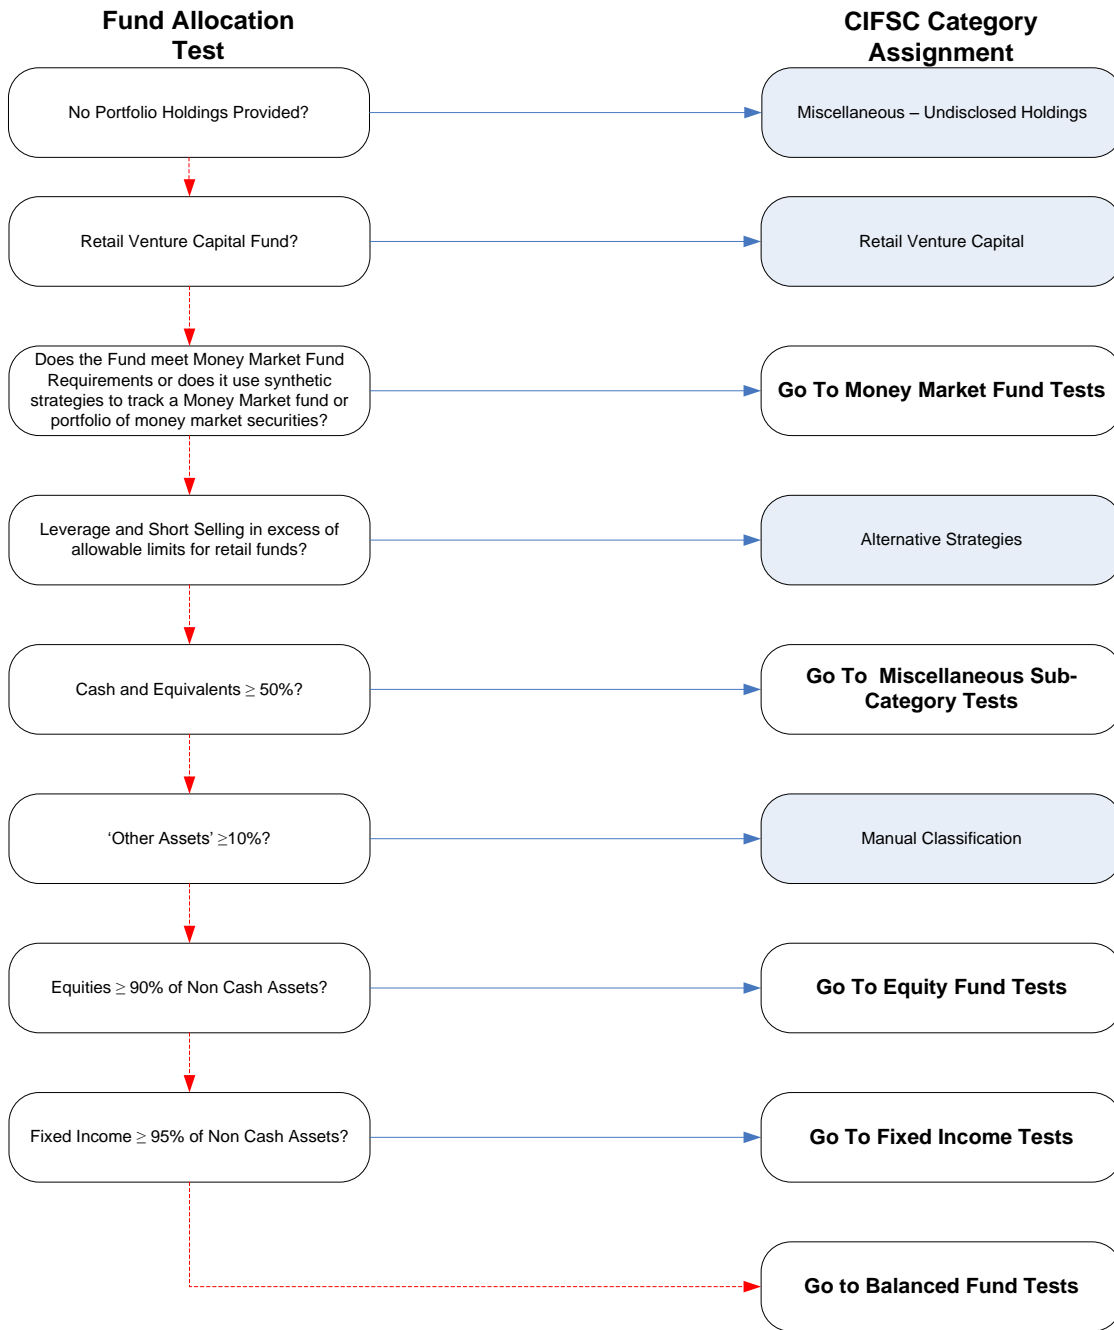 Fund Allocation
Test
CIFSC Category
Assignment
No Portfolio Holdings Provided?
Miscellaneous – Undisclosed Holdings
Retail Venture Capital Fund?
Retail Venture Capital
Does the Fund meet Money Market Fund
Requirements or does it use synthetic
strategies to track a Money Market fund or
portfolio of money market securities?
Go To Money Market Fund Tests
Leverage and Short Selling in excess of
allowable limits for retail funds?
Alternative Strategies
Cash and Equivalents ≥ 50%?
Go To  Miscellaneous Sub-
Category Tests
‘Other Assets’ ≥10%?
Manual Classification
Equities ≥ 90% of Non Cash Assets?
Go To Equity Fund Tests
Fixed Income ≥ 95% of Non Cash Assets?
Go To Fixed Income Tests
Go to Balanced Fund Tests